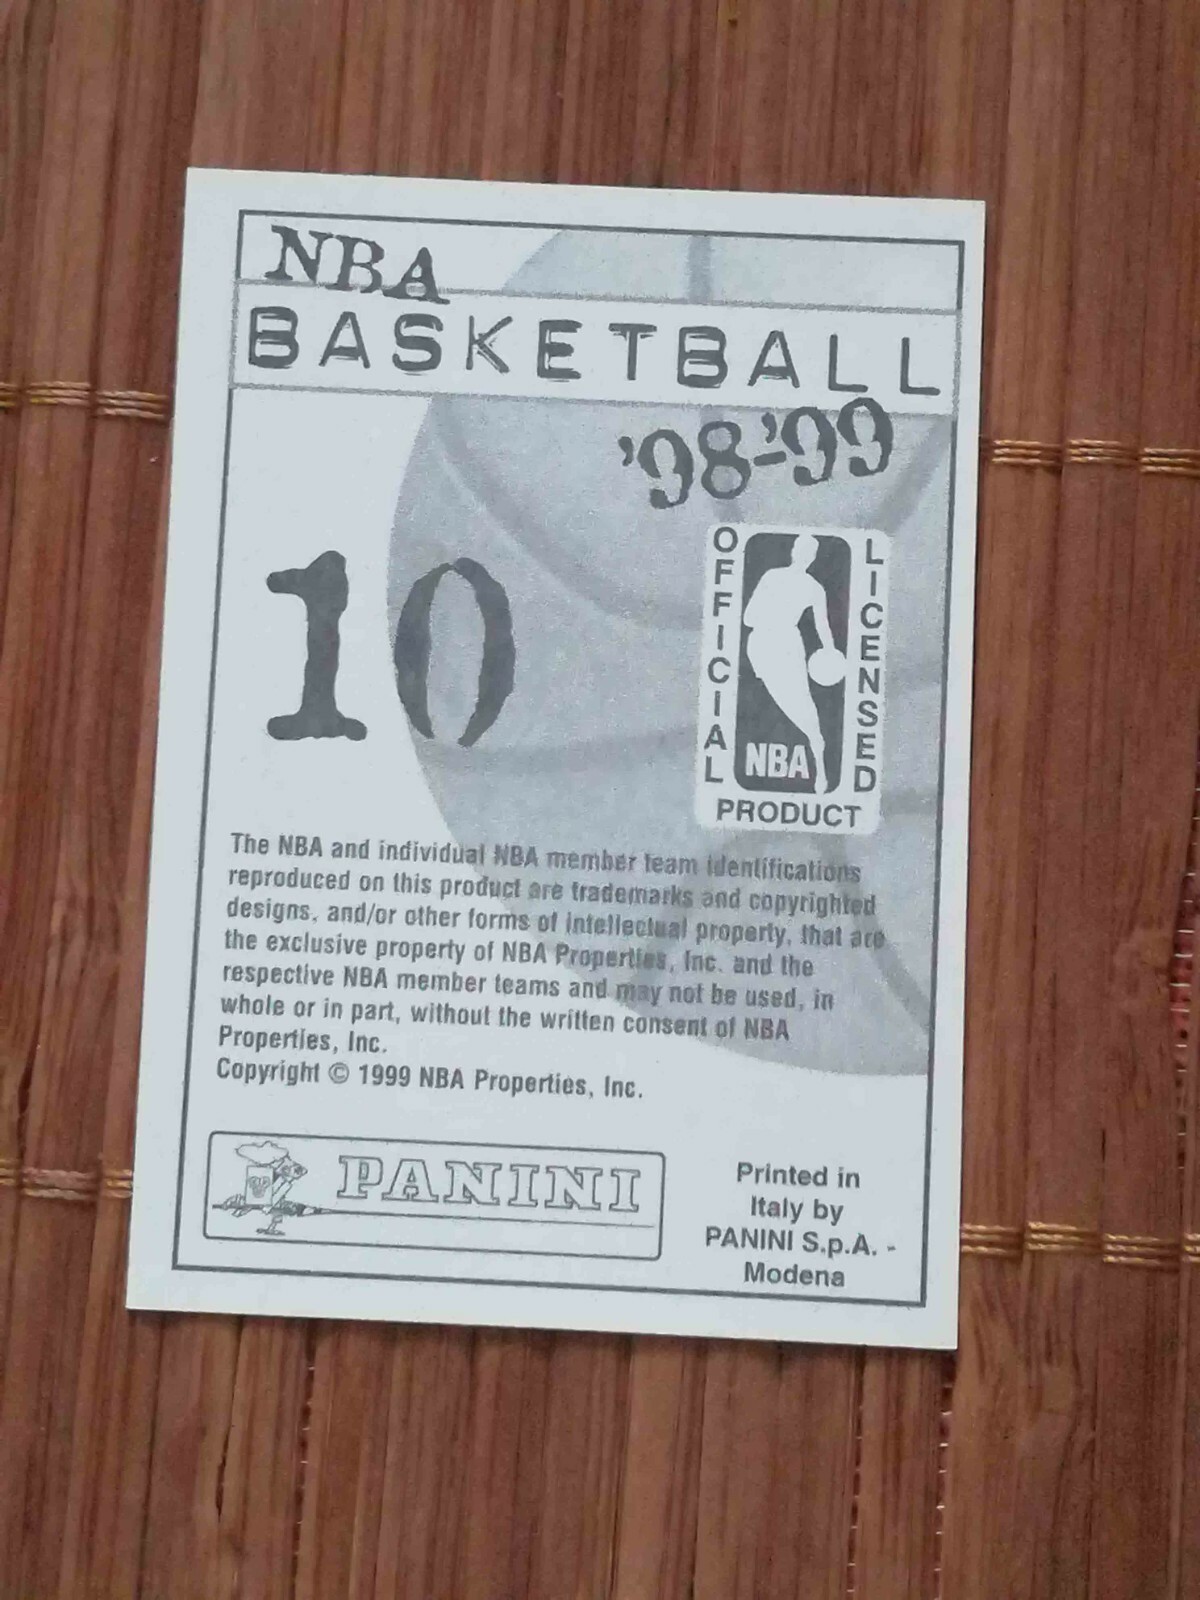 NBA
BASKETBALL
'98-'99
10
OFFICIAL
LICENSED
NBA
PRODUCT
The NBA and individual NBA member team identifications
reproduced on this product are trademarks and copyrighted
designs, and/or other forms of intellectual property, that are
the exclusive property of NBA Properties, Inc. and the
respective NBA member teams and may not be used, in
whole or in part, without the written consent of NBA
Properties, Inc.
Copyright © 1999 NBA Properties, Inc.
PANINI
Printed in
Italy by
PANINI S.p.A. -
Modena